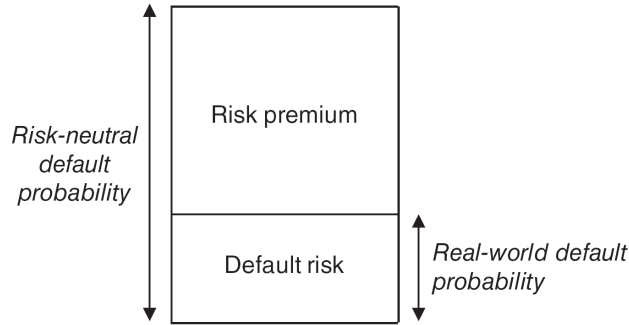 Risk premium
Risk-neutral
default
probability
Default risk
Real-world default
probability